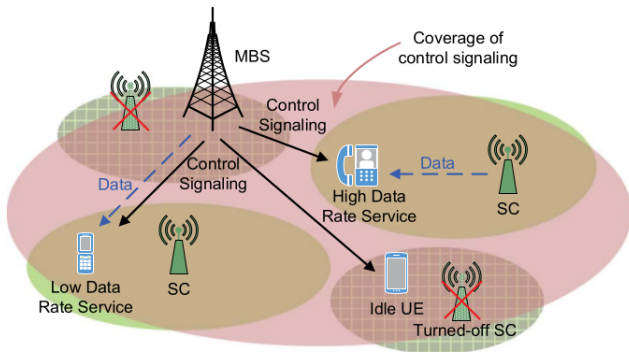 MBS
Coverage of
control signaling
Control
Signaling
Data
High Data
Rate Service
SC
Control
Signaling
Data
Low Data
Rate Service
SC
Idle UE
Turned-off SC